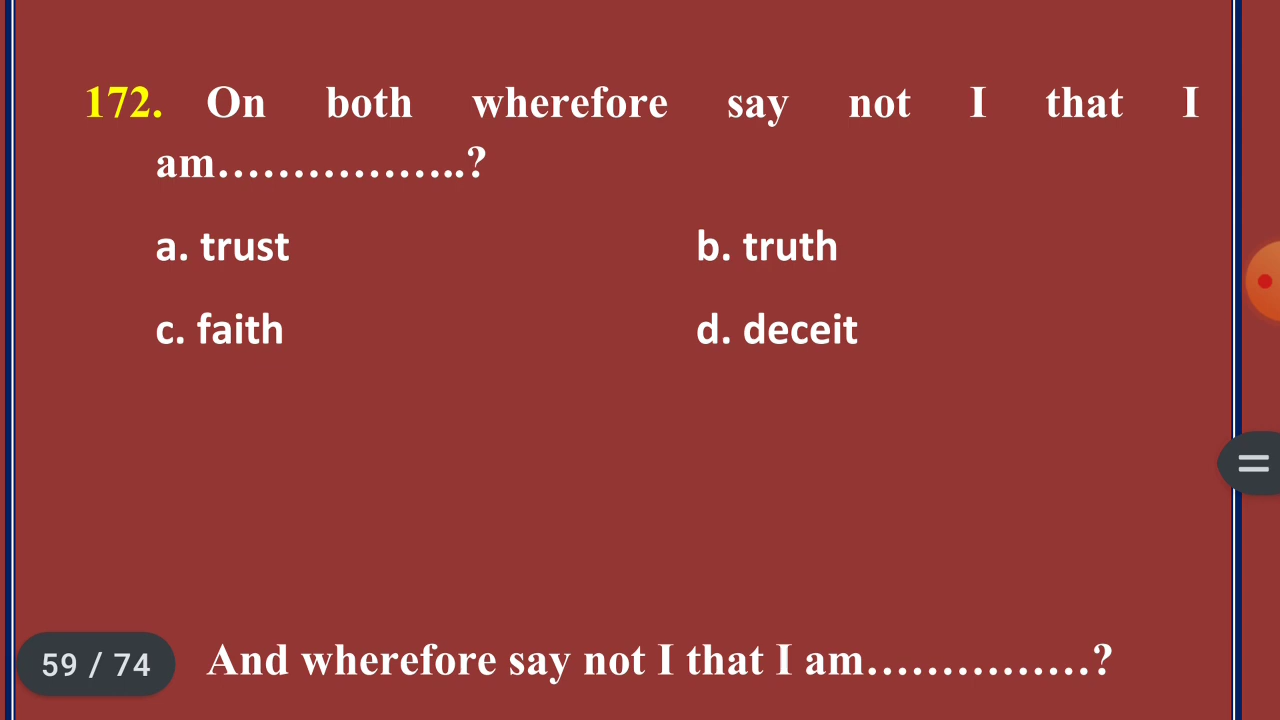 172. On both wherefore say not I that I
am……………..?
a. trust b. truth
c. faith d. deceit
59 / 74 And wherefore say not I that I am……………?